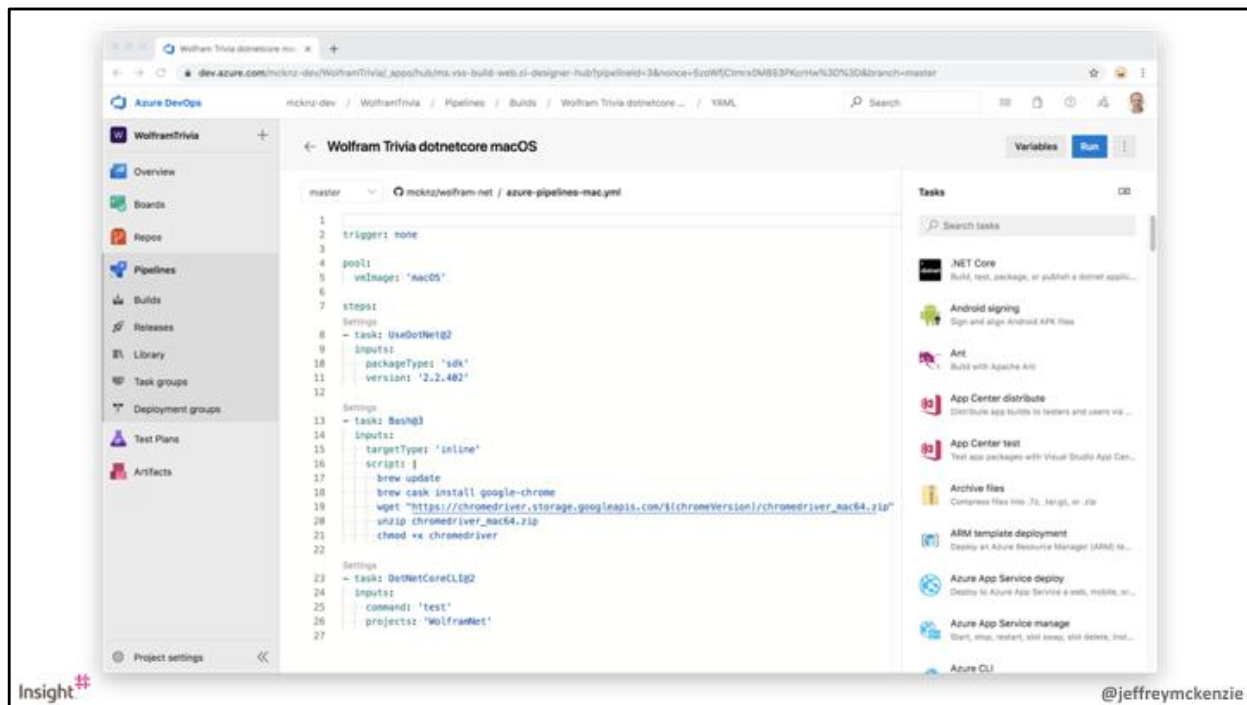 Wolfram Trivia dotnetcore mac
dev.azure.com/mcknz-dev/WolframTrivia/_apps/hub/ms.vss-build-web.ci-designer-hub?pipelineId=3&nonce=
&branch=master
Azure DevOps
mcknz-dev / WolframTrivia / Pipelines / Builds / Wolfram Trivia dotnetcore ... / YAML
Search
W WolframTrivia +
Overview
Boards
Repos
Pipelines
Builds
Releases
Library
Task groups
Deployment groups
Test Plans
Artifacts
Project settings
← Wolfram Trivia dotnetcore macOS
Variables
Run
master
mcknz/wolfram-net / azure-pipelines-mac.yml
1
2 trigger: none
3
4 pool:
5 vmImage: 'macOS'
6
7 steps:
Settings
8 - task: UseDotNet@2
9 inputs:
10 packageType: 'sdk'
11 version: '2.2.402'
12
Settings
13 - task: Bash@3
14 inputs:
15 targetType: 'inline'
16 script: |
17 brew update
18 brew cask install google-chrome
19 wget "https://chromedriver.storage.googleapis.com/$(chromeVersion)/chromedriver_mac64.zip"
20 unzip chromedriver_mac64.zip
21 chmod +x chromedriver
22
Settings
23 - task: DotNetCoreCLI@2
24 inputs:
25 command: 'test'
26 projects: 'WolframNet'
27
Tasks
Search tasks
.NET Core
Build, test, package, or publish a dotnet applic...
Android signing
Sign and align Android APK files
Ant
Build with Apache Ant
App Center distribute
Distribute app builds to testers and users via ...
App Center test
Test app packages with Visual Studio App Cen...
Archive files
Compress files into .7z, .tar.gz, or .zip
ARM template deployment
Deploy an Azure Resource Manager (ARM) te...
Azure App Service deploy
Deploy to Azure App Service a web, mobile, or...
Azure App Service manage
Start, stop, restart, slot swap, slot delete, inst...
Azure CLI
Insight
@jeffreymckenzie